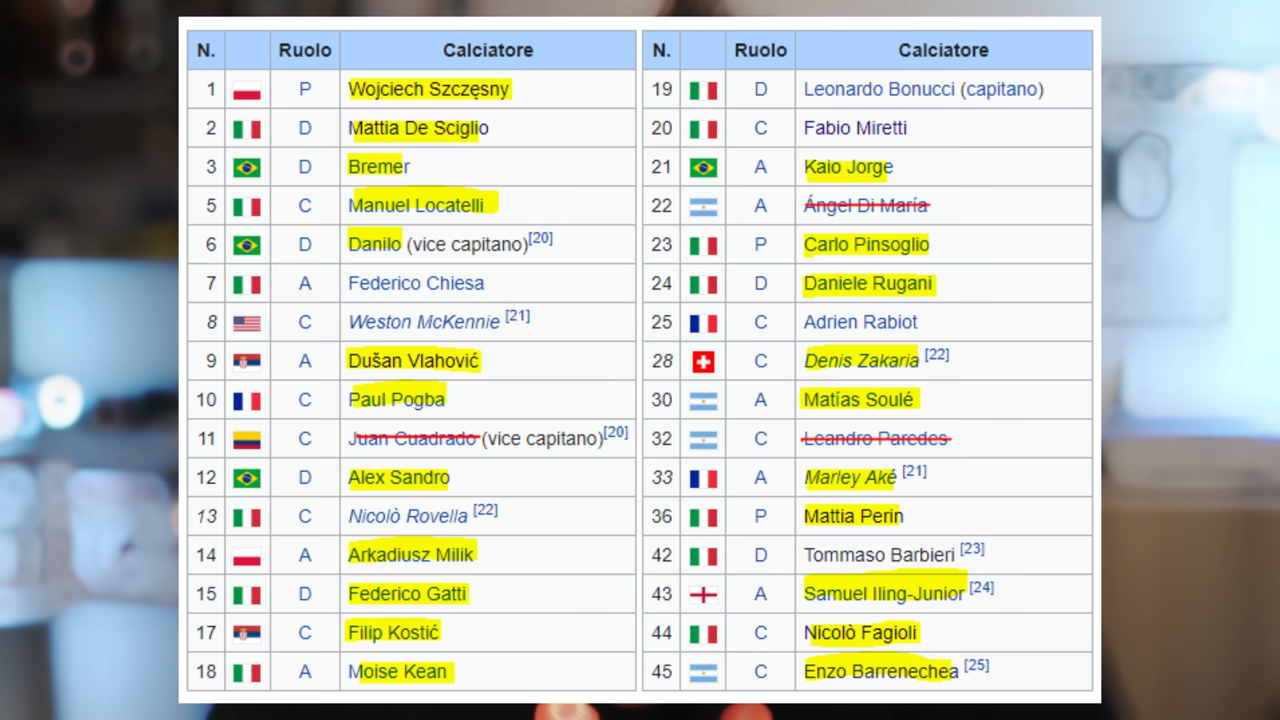 N. Ruolo Calciatore
1 P Wojciech Szczęsny
2 D Mattia De Sciglio
3 D Bremer
5 C Manuel Locatelli
6 D Danilo (vice capitano)[20]
7 A Federico Chiesa
8 C Weston McKennie [21]
9 A Dušan Vlahović
10 C Paul Pogba
11 C Juan Cuadrado (vice capitano)[20]
12 D Alex Sandro
13 C Nicolò Rovella [22]
14 A Arkadiusz Milik
15 D Federico Gatti
17 C Filip Kostić
18 A Moise Kean
N. Ruolo Calciatore
19 D Leonardo Bonucci (capitano)
20 C Fabio Miretti
21 A Kaio Jorge
22 A Ángel Di María
23 P Carlo Pinsoglio
24 D Daniele Rugani
25 C Adrien Rabiot
28 C Denis Zakaria [22]
30 A Matías Soulé
32 C Leandro Paredes
33 A Marley Aké [21]
36 P Mattia Perin
42 D Tommaso Barbieri [23]
43 A Samuel Iling-Junior [24]
44 C Nicolò Fagioli
45 C Enzo Barrenechea [25]